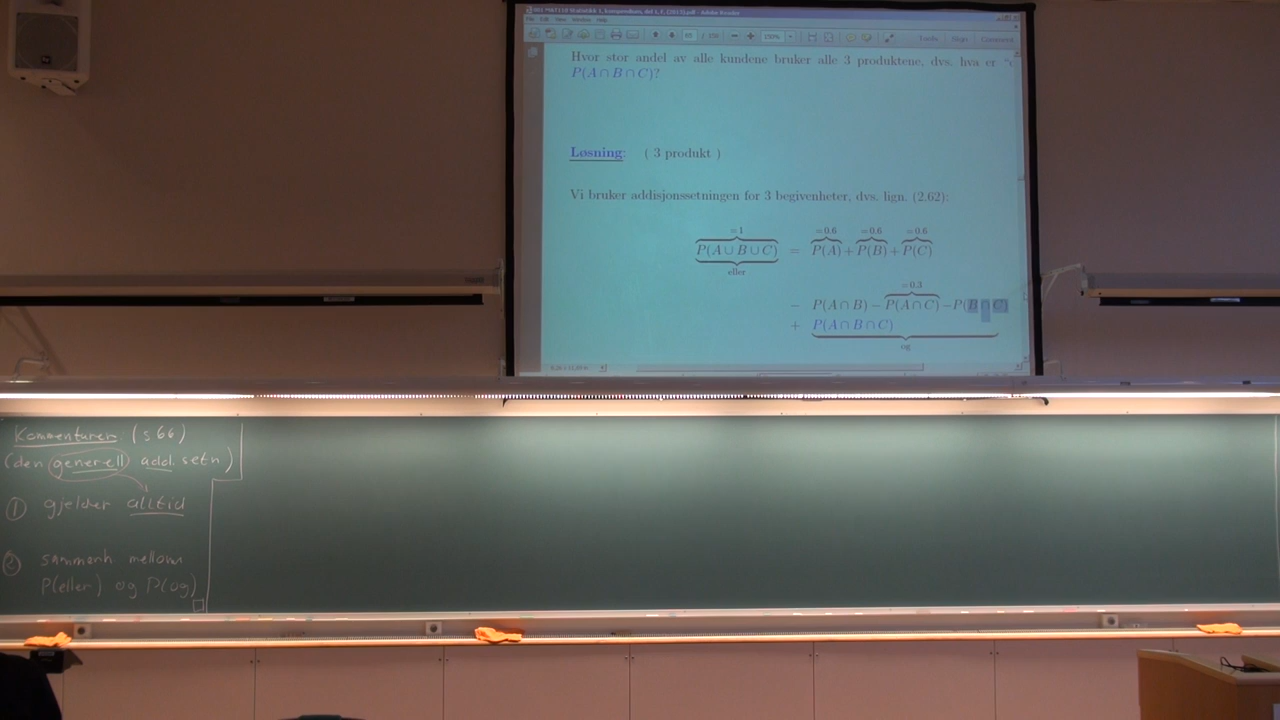 Hvor stor andel av alle kundene bruker alle 3 produktene, dvs. hva er "
P(A∩B∩C)?
Løsning: ( 3 produkt )
Vi bruker addisjonssetningen for 3 begivenheter, dvs. lign. (2.62):
=1 =0.6 =0.6 =0.6
P(A∪B∪C) = P(A) + P(B) + P(C)
eller
=0.3
− P(A∩B) − P(A∩C) − P(B∩C)
+ P(A∩B∩C)
og
Kommentarer: (s 66)
(den generell add. setn)
① gjelder alltid
② sammenh mellom
P(eller) og P(og)